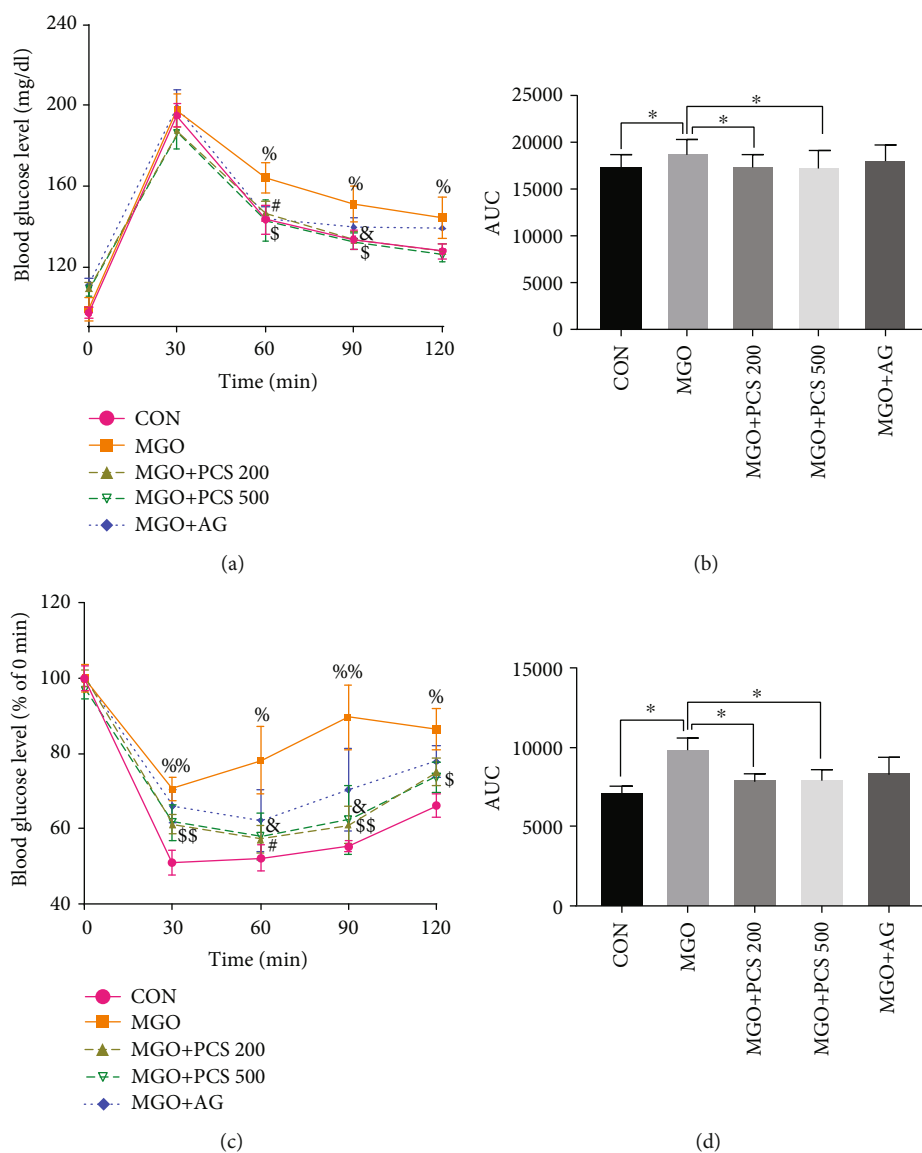 240
200
160
120
Blood glucose level (mg/dl)
%
%
%
#
$
&
$
0 30 60 90 120
Time (min)
CON
MGO
MGO+PCS 200
MGO+PCS 500
MGO+AG
(a)
25000
20000
15000
10000
5000
0
AUC
* * *
CON
MGO
MGO+PCS 200
MGO+PCS 500
MGO+AG
(b)
120
100
80
60
40
Blood glucose level (% of 0 min)
%%
%
%%
%
$$
&
#
&
$$
$
0 30 60 90 120
Time (min)
CON
MGO
MGO+PCS 200
MGO+PCS 500
MGO+AG
(c)
15000
10000
5000
0
AUC
* * *
CON
MGO
MGO+PCS 200
MGO+PCS 500
MGO+AG
(d)